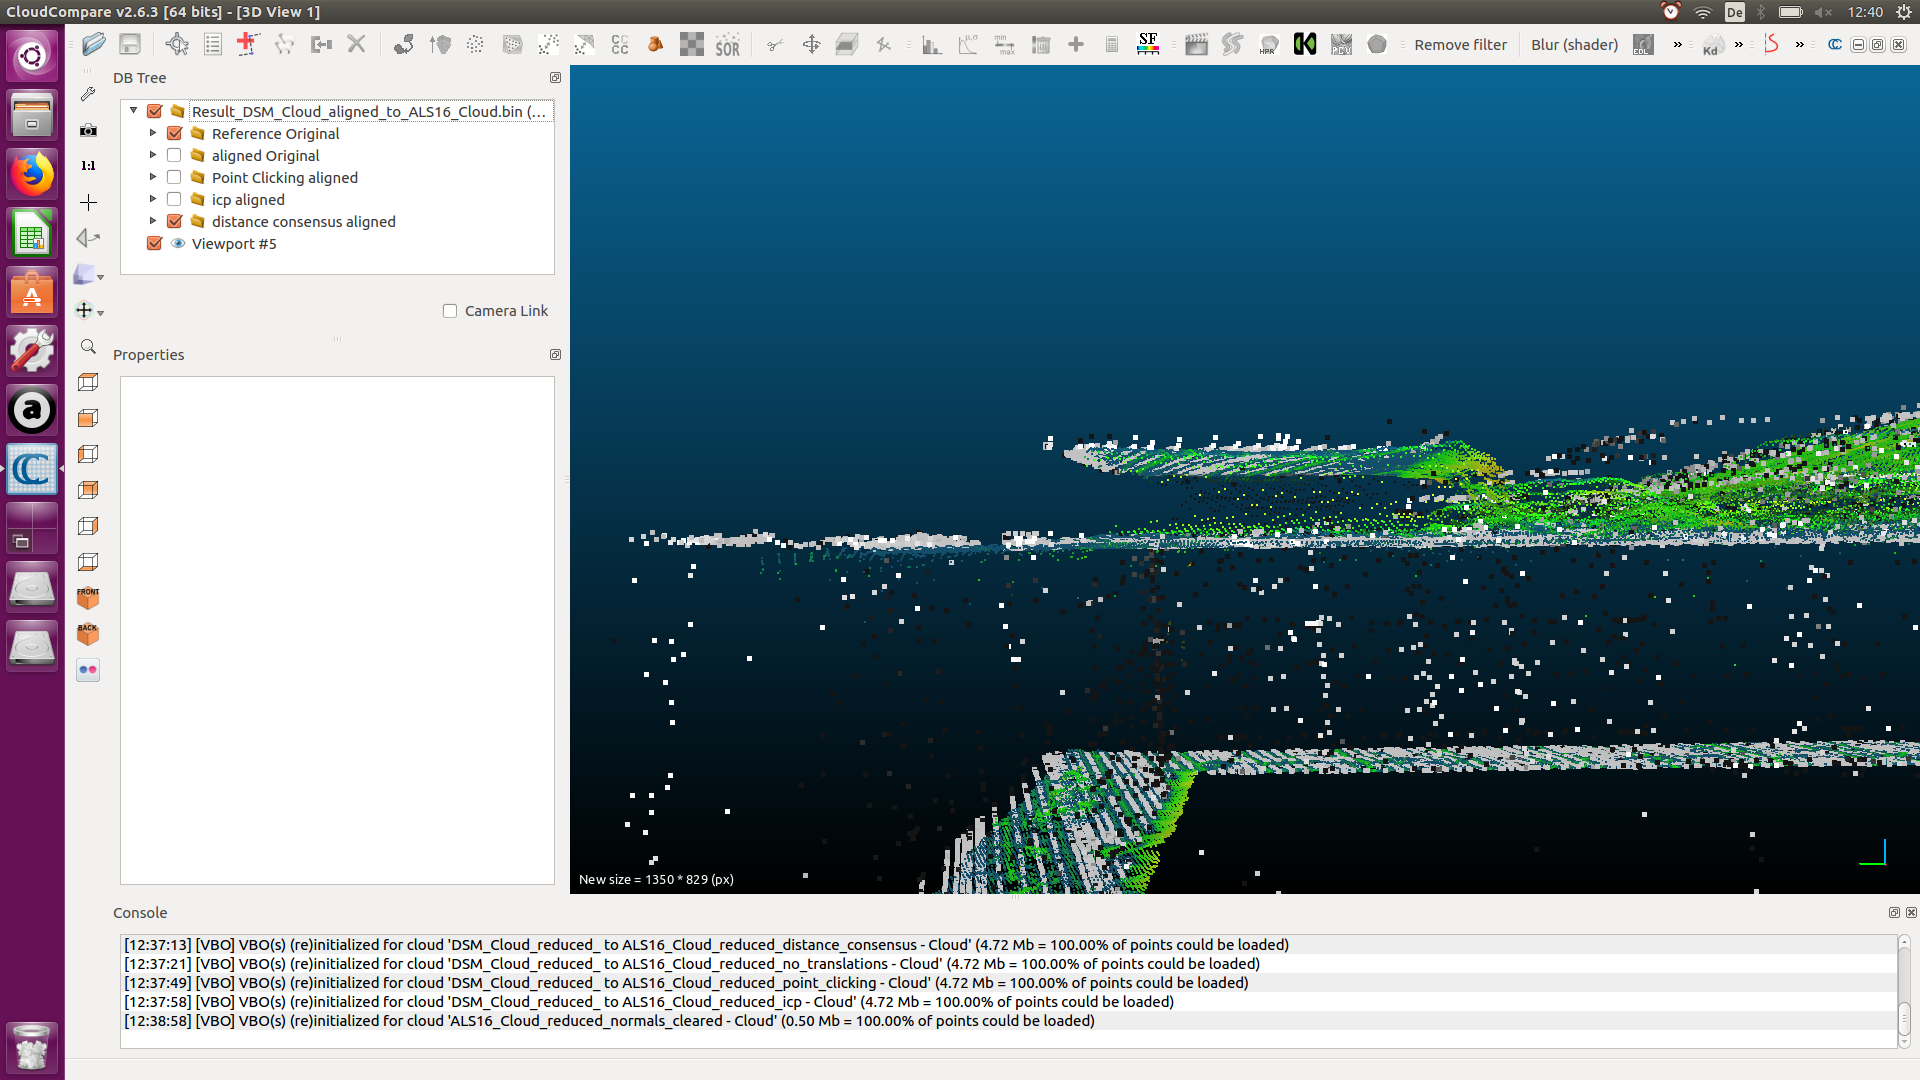 CloudCompare v2.6.3 [64 bits] - [3D View 1]
De
12:40
SOR
SF
Remove filter
Blur (shader)
Kd
DB Tree
Result_DSM_Cloud_aligned_to_ALS16_Cloud.bin (...
Reference Original
aligned Original
Point Clicking aligned
icp aligned
distance consensus aligned
Viewport #5
1:1
Camera Link
Properties
FRONT
BACK
New size = 1350 * 829 (px)
Console
[12:37:13] [VBO] VBO(s) (re)initialized for cloud 'DSM_Cloud_reduced_ to ALS16_Cloud_reduced_distance_consensus - Cloud' (4.72 Mb = 100.00% of points could be loaded)
[12:37:21] [VBO] VBO(s) (re)initialized for cloud 'DSM_Cloud_reduced_ to ALS16_Cloud_reduced_no_translations - Cloud' (4.72 Mb = 100.00% of points could be loaded)
[12:37:49] [VBO] VBO(s) (re)initialized for cloud 'DSM_Cloud_reduced_ to ALS16_Cloud_reduced_point_clicking - Cloud' (4.72 Mb = 100.00% of points could be loaded)
[12:37:58] [VBO] VBO(s) (re)initialized for cloud 'DSM_Cloud_reduced_ to ALS16_Cloud_reduced_icp - Cloud' (4.72 Mb = 100.00% of points could be loaded)
[12:38:58] [VBO] VBO(s) (re)initialized for cloud 'ALS16_Cloud_reduced_normals_cleared - Cloud' (0.50 Mb = 100.00% of points could be loaded)